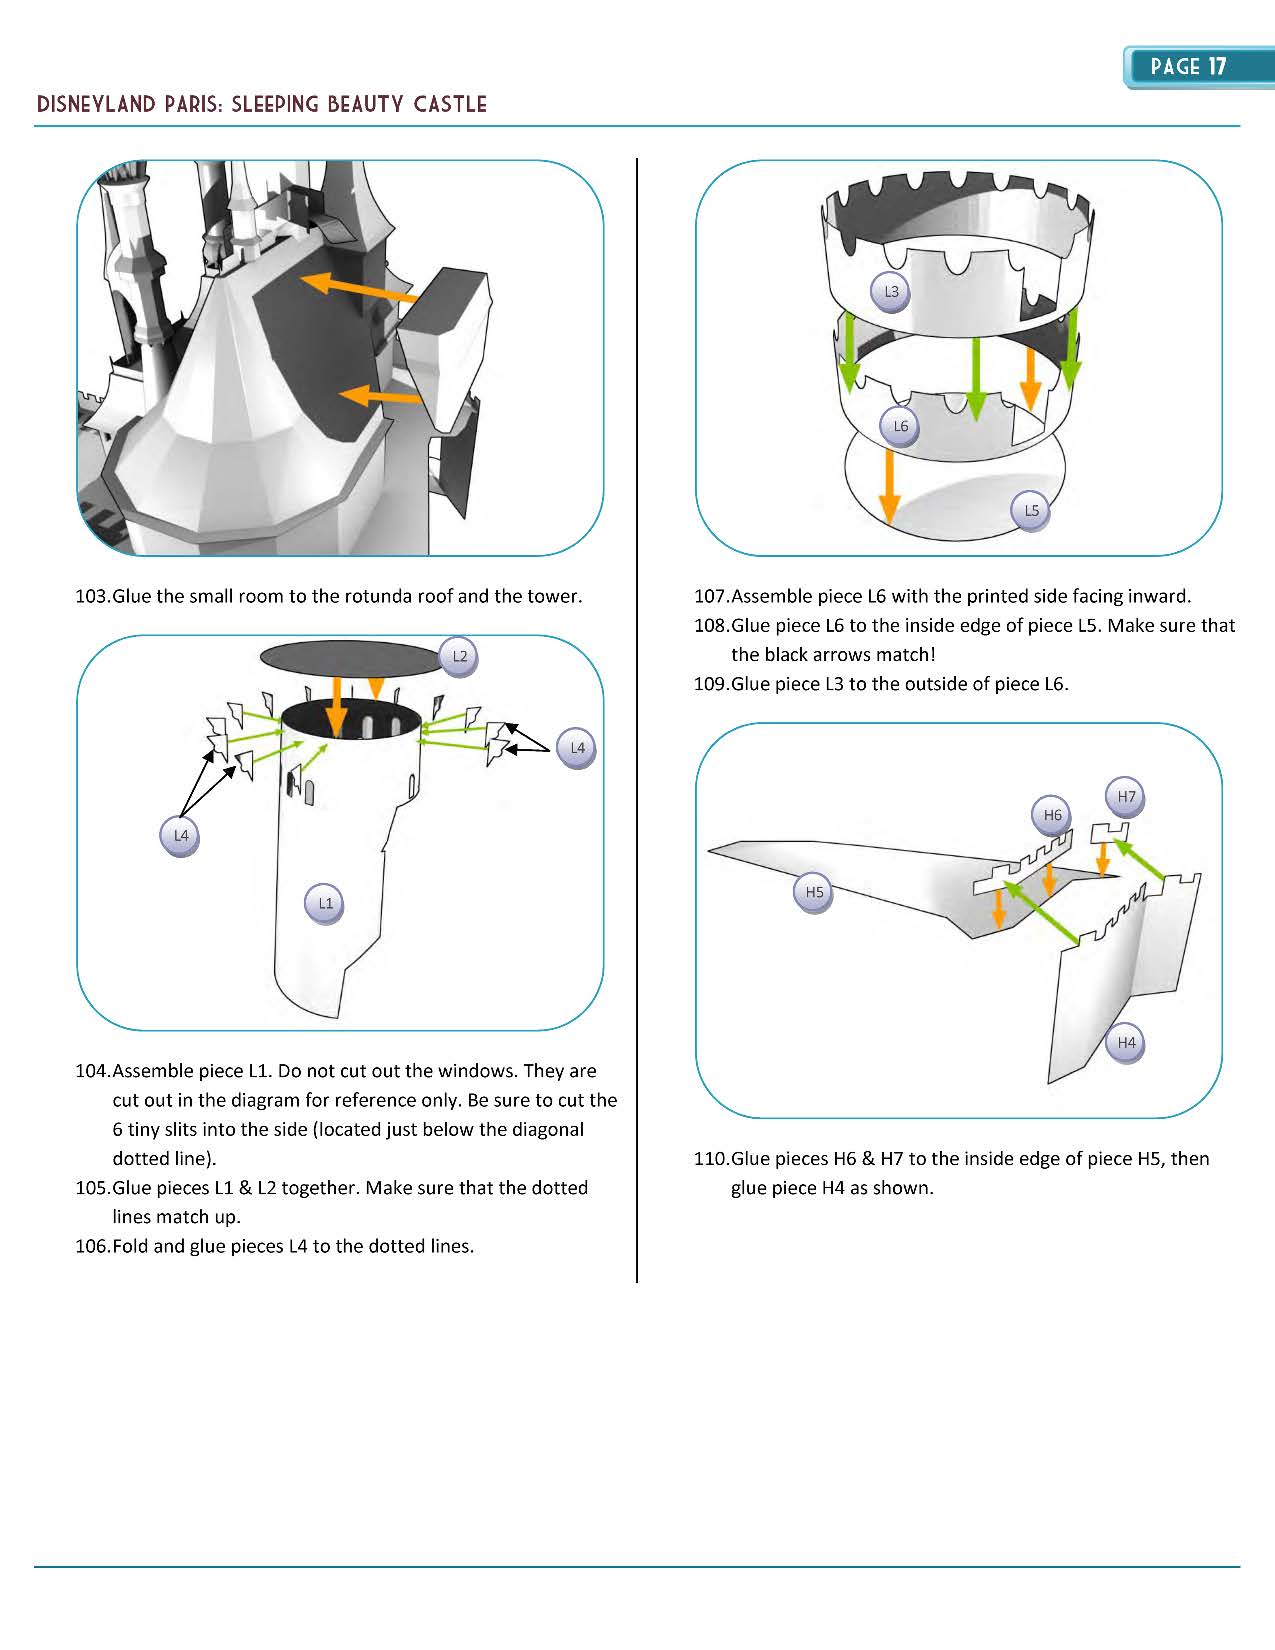 PAGE 17
DISNEYLAND PARIS: SLEEPING BEAUTY CASTLE
103.Glue the small room to the rotunda roof and the tower.
L2
L4
L4
L1
104.Assemble piece L1. Do not cut out the windows. They are
cut out in the diagram for reference only. Be sure to cut the
6 tiny slits into the side (located just below the diagonal
dotted line).
105.Glue pieces L1 & L2 together. Make sure that the dotted
lines match up.
106.Fold and glue pieces L4 to the dotted lines.
L3
L6
L5
107.Assemble piece L6 with the printed side facing inward.
108.Glue piece L6 to the inside edge of piece L5. Make sure that
the black arrows match!
109.Glue piece L3 to the outside of piece L6.
H7
H6
H5
H4
110.Glue pieces H6 & H7 to the inside edge of piece H5, then
glue piece H4 as shown.